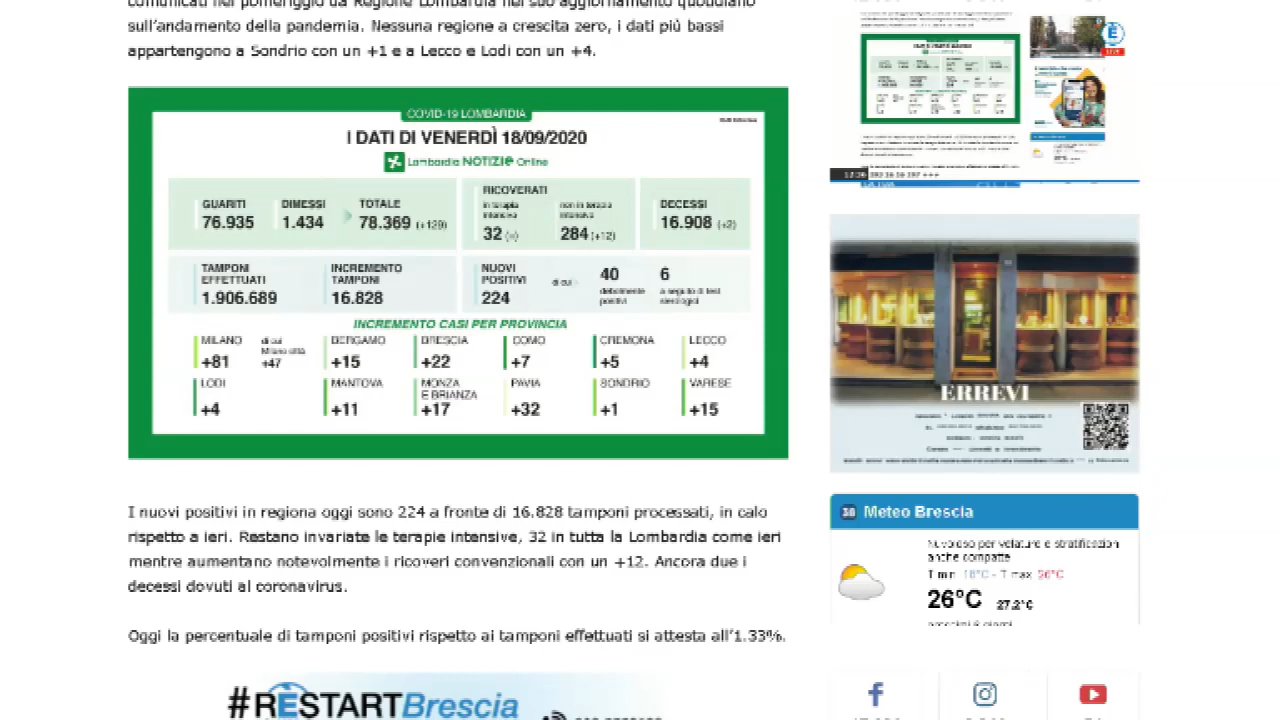 comunicati nel pomeriggio da Regione Lombardia nel suo aggiornamento quotidiano
sull'andamento della pandemia. Nessuna regione a crescita zero, i dati più bassi
appartengono a Sondrio con un +1 e a Lecco e Lodi con un +4.
COVID-19 LOMBARDIA
I DATI DI VENERDÌ 18/09/2020
Lombardia NOTIZIE Online
GUARITI
76.935
DIMESSI
1.434
TOTALE
78.369 (+129)
RICOVERATI
in terapia
intensiva
32 (=)
non in terapia
intensiva
284 (+12)
DECESSI
16.908 (+2)
TAMPONI
EFFETTUATI
1.906.689
INCREMENTO
TAMPONI
16.828
NUOVI
POSITIVI
224
di cui
40
debolmente
positivi
6
a seguito di test
sierologici
INCREMENTO CASI PER PROVINCIA
MILANO
+81
di cui
Milano città
+47
BERGAMO
+15
BRESCIA
+22
COMO
+7
CREMONA
+5
LECCO
+4
LODI
+4
MANTOVA
+11
MONZA
E BRIANZA
+17
PAVIA
+32
SONDRIO
+1
VARESE
+15
I nuovi positivi in regiona oggi sono 224 a fronte di 16.828 tamponi processati, in calo
rispetto a ieri. Restano invariate le terapie intensive, 32 in tutta la Lombardia come ieri
mentre aumentano notevolmente i ricoveri convenzionali con un +12. Ancora due i
decessi dovuti al coronavirus.
Oggi la percentuale di tamponi positivi rispetto ai tamponi effettuati si attesta all'1.33%.
#RÈSTARTBrescia
ERREVI
Meteo Brescia
Nuvoloso per velature e stratificazioni
anche compatte
T min 18°C - T max 26°C
26°C 27.2°C
prossimi 6 giorni